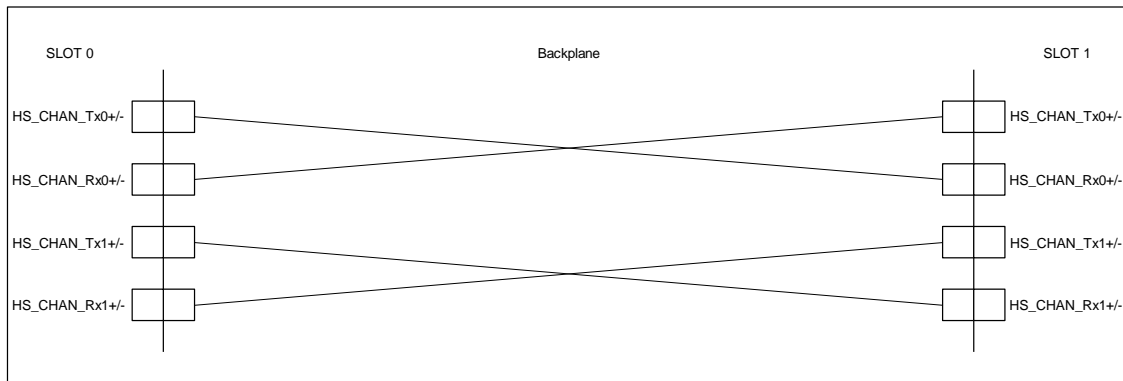 SLOT 0
Backplane
SLOT 1
HS_CHAN_Tx0+/-
HS_CHAN_Tx0+/-
HS_CHAN_Rx0+/-
HS_CHAN_Rx0+/-
HS_CHAN_Tx1+/-
HS_CHAN_Tx1+/-
HS_CHAN_Rx1+/-
HS_CHAN_Rx1+/-